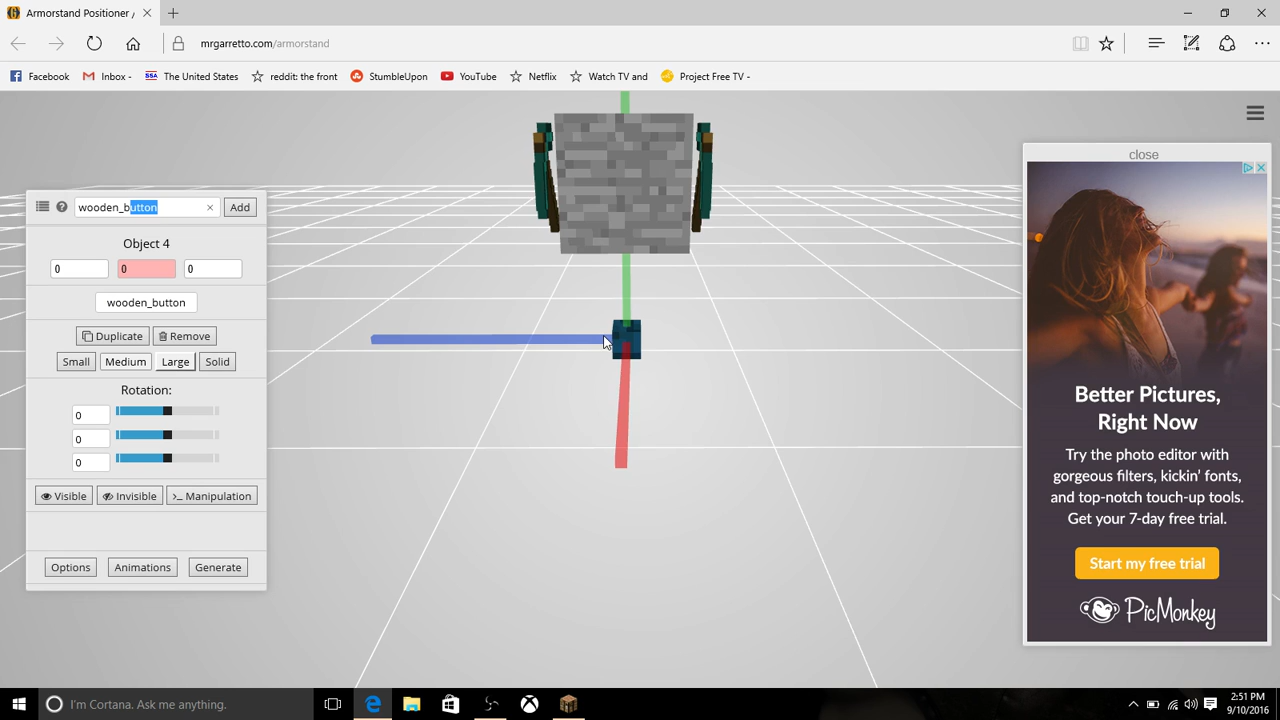 Armorstand Positioner /
mrgarretto.com/armorstand
Facebook
Inbox -
SSA
The United States
reddit: the front
StumbleUpon
YouTube
Netflix
Watch TV and
Project Free TV -
wooden_button
Add
Object 4
0
0
0
wooden_button
Duplicate
Remove
Small
Medium
Large
Solid
Rotation:
0
0
0
Visible
Invisible
>_ Manipulation
Options
Animations
Generate
close
Better Pictures,
Right Now
Try the photo editor with
gorgeous filters, kickin' fonts,
and top-notch touch-up tools.
Get your 7-day free trial.
Start my free trial
PicMonkey
I'm Cortana. Ask me anything.
2:51 PM
9/10/2016